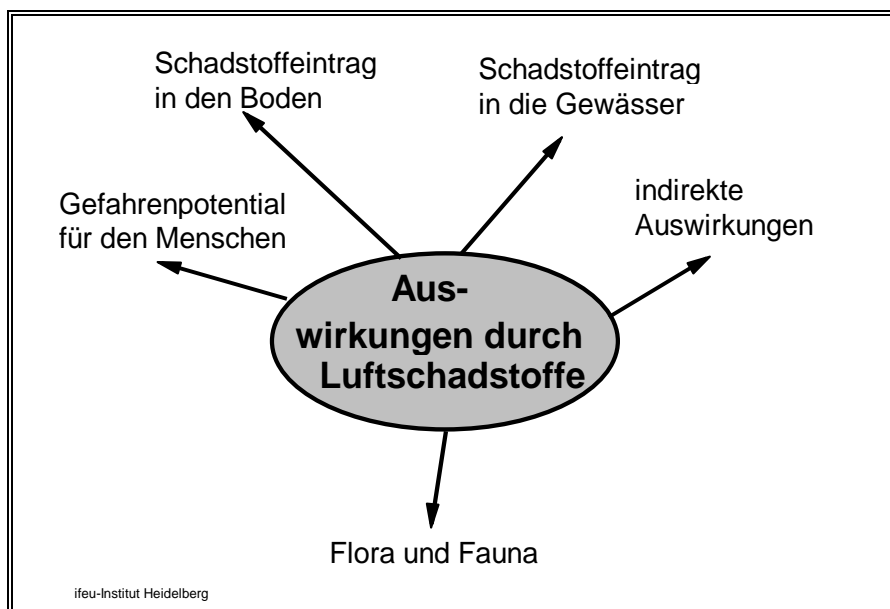 Schadstoffeintrag
in den Boden
Schadstoffeintrag
in die Gewässer
Gefahrenpotential
für den Menschen
indirekte
Auswirkungen
Aus-
wirkungen durch
Luftschadstoffe
Flora und Fauna
ifeu-Institut Heidelberg